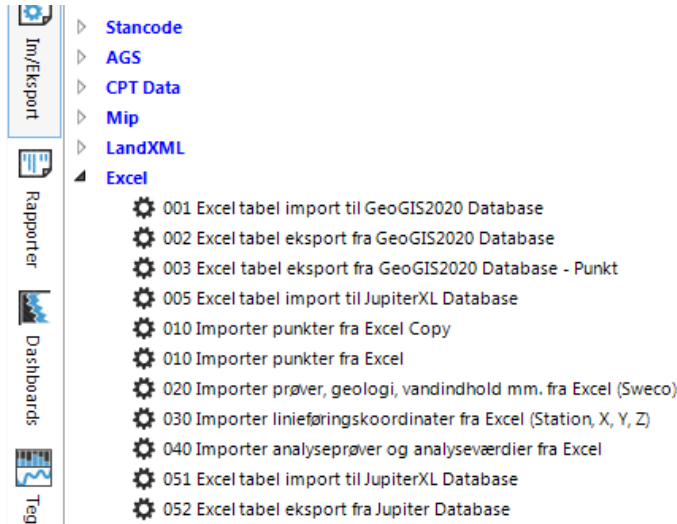 Im/Eksport
Rapporter
Dashboards
Teg
Stancode
AGS
CPT Data
Mip
LandXML
Excel
001 Excel tabel import til GeoGIS2020 Database
002 Excel tabel eksport fra GeoGIS2020 Database
003 Excel tabel eksport fra GeoGIS2020 Database - Punkt
005 Excel tabel import til JupiterXL Database
010 Importer punkter fra Excel Copy
010 Importer punkter fra Excel
020 Importer prøver, geologi, vandindhold mm. fra Excel (Sweco)
030 Importer linieføringskoordinater fra Excel (Station, X, Y, Z)
040 Importer analyseprøver og analyseværdier fra Excel
051 Excel tabel import til JupiterXL Database
052 Excel tabel eksport fra Jupiter Database